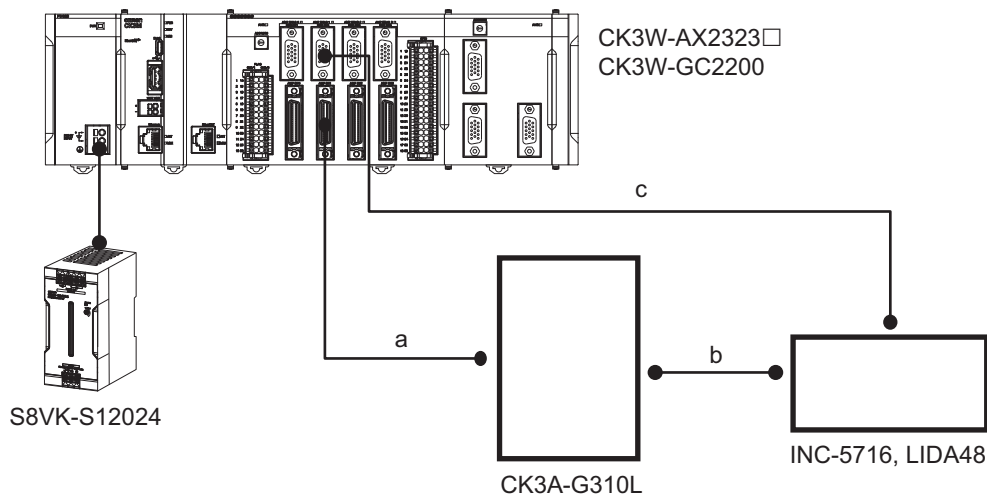 CK3W-AX2323□
CK3W-GC2200
c
a
b
S8VK-S12024
INC-5716, LIDA48
CK3A-G310L